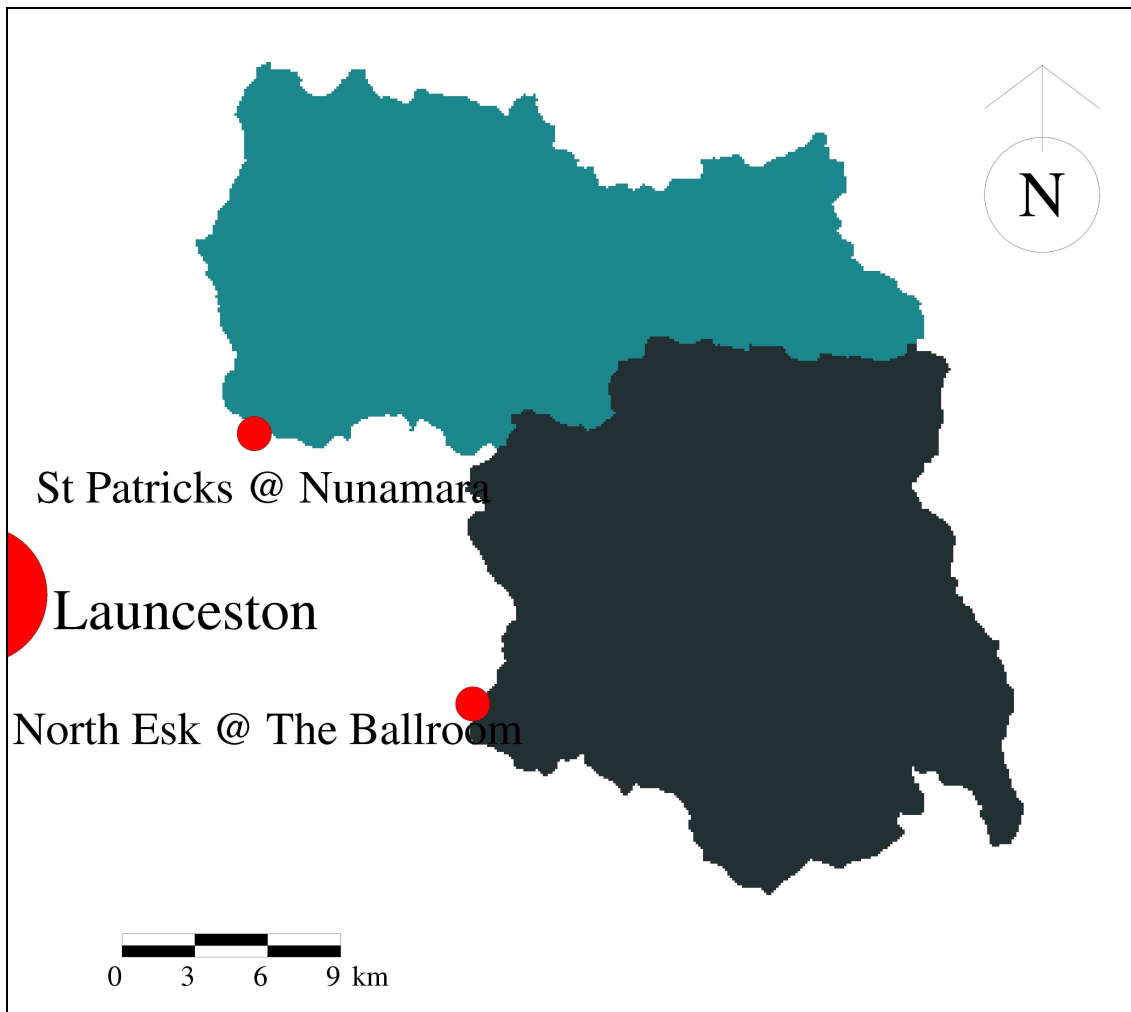 N
St Patricks @ Nunamara
Launceston
North Esk @ The Ballroom
0 3 6 9 km